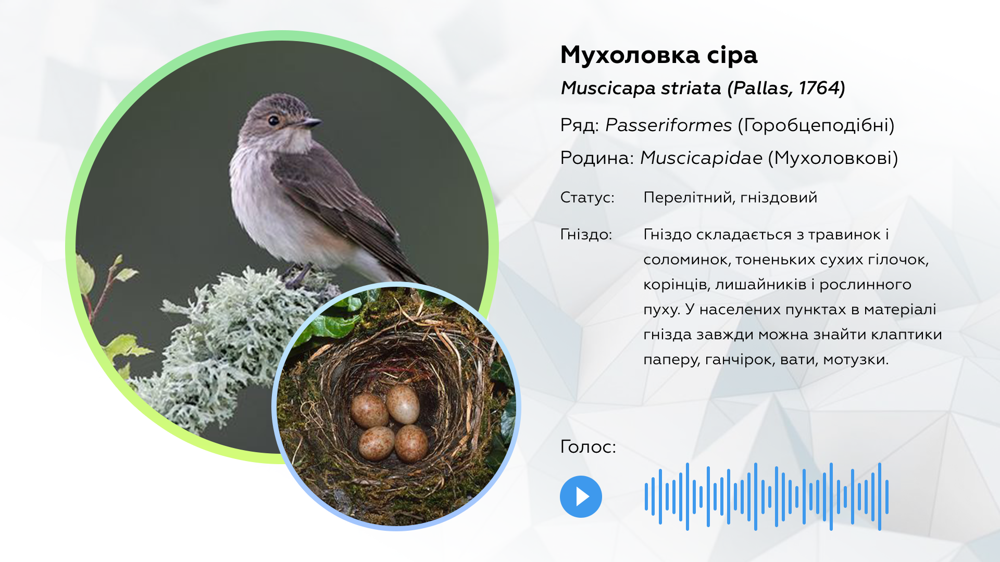 Мухоловка сіра
Muscicapa striata (Pallas, 1764)
Ряд: Passeriformes (Горобцеподібні)
Родина: Muscicapidae (Мухоловкові)
Статус: Перелітний, гніздовий
Гніздо: Гніздо складається з травинок і
соломинок, тоненьких сухих гілочок,
корінців, лишайників і рослинного
пуху. У населених пунктах в матеріалі
гнізда завжди можна знайти клаптики
паперу, ганчірок, вати, мотузки.
Голос: